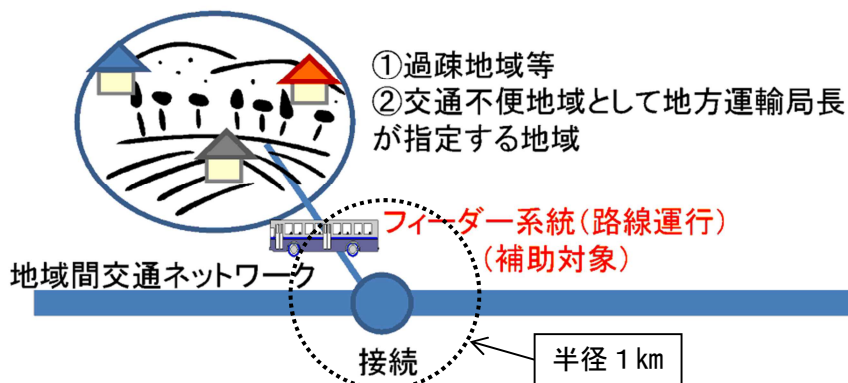 ①過疎地域等
②交通不便地域として地方運輸局長
が指定する地域
フィーダー系統(路線運行)
(補助対象)
地域間交通ネットワーク
接続
半径1km